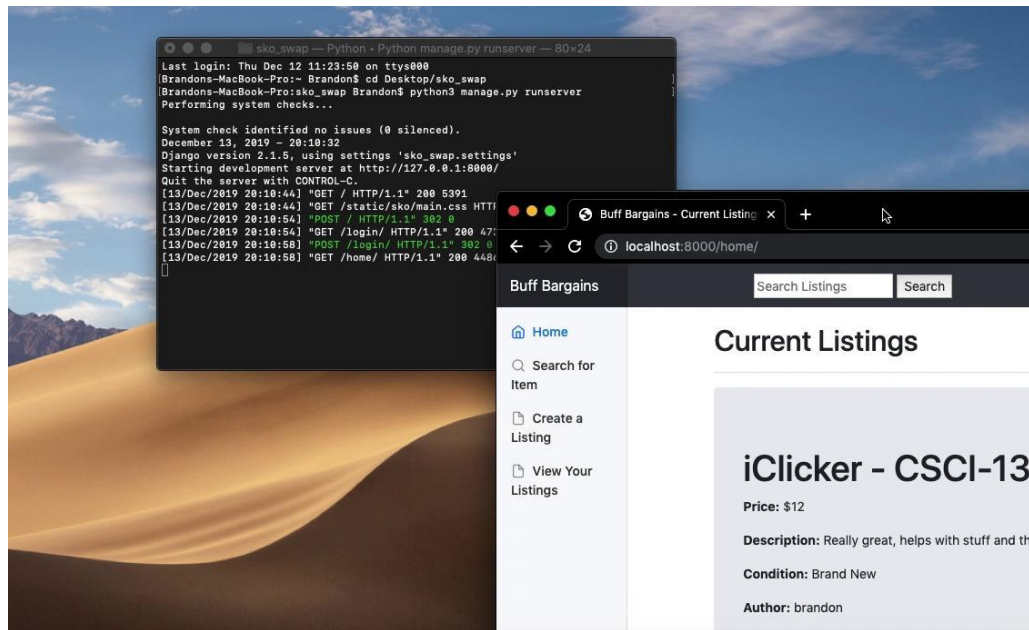 sko_swap — Python • Python manage.py runserver — 80×24
Last login: Thu Dec 12 11:23:50 on ttys000
[Brandons-MacBook-Pro:~ Brandon$ cd Desktop/sko_swap ]
[Brandons-MacBook-Pro:sko_swap Brandon$ python3 manage.py runserver ]
Performing system checks...
System check identified no issues (0 silenced).
December 13, 2019 - 20:10:32
Django version 2.1.5, using settings 'sko_swap.settings'
Starting development server at http://127.0.0.1:8000/
Quit the server with CONTROL-C.
[13/Dec/2019 20:10:44] "GET / HTTP/1.1" 200 5391
[13/Dec/2019 20:10:44] "GET /static/sko/main.css HTT
[13/Dec/2019 20:10:54] "POST / HTTP/1.1" 302 0
[13/Dec/2019 20:10:54] "GET /login/ HTTP/1.1" 200 47
[13/Dec/2019 20:10:58] "POST /login/ HTTP/1.1" 302 0
[13/Dec/2019 20:10:58] "GET /home/ HTTP/1.1" 200 448
Buff Bargains - Current Listing
localhost:8000/home/
Buff Bargains
Search Listings Search
Home
Search for
Item
Create a
Listing
View Your
Listings
Current Listings
iClicker - CSCI-13
Price: $12
Description: Really great, helps with stuff and th
Condition: Brand New
Author: brandon